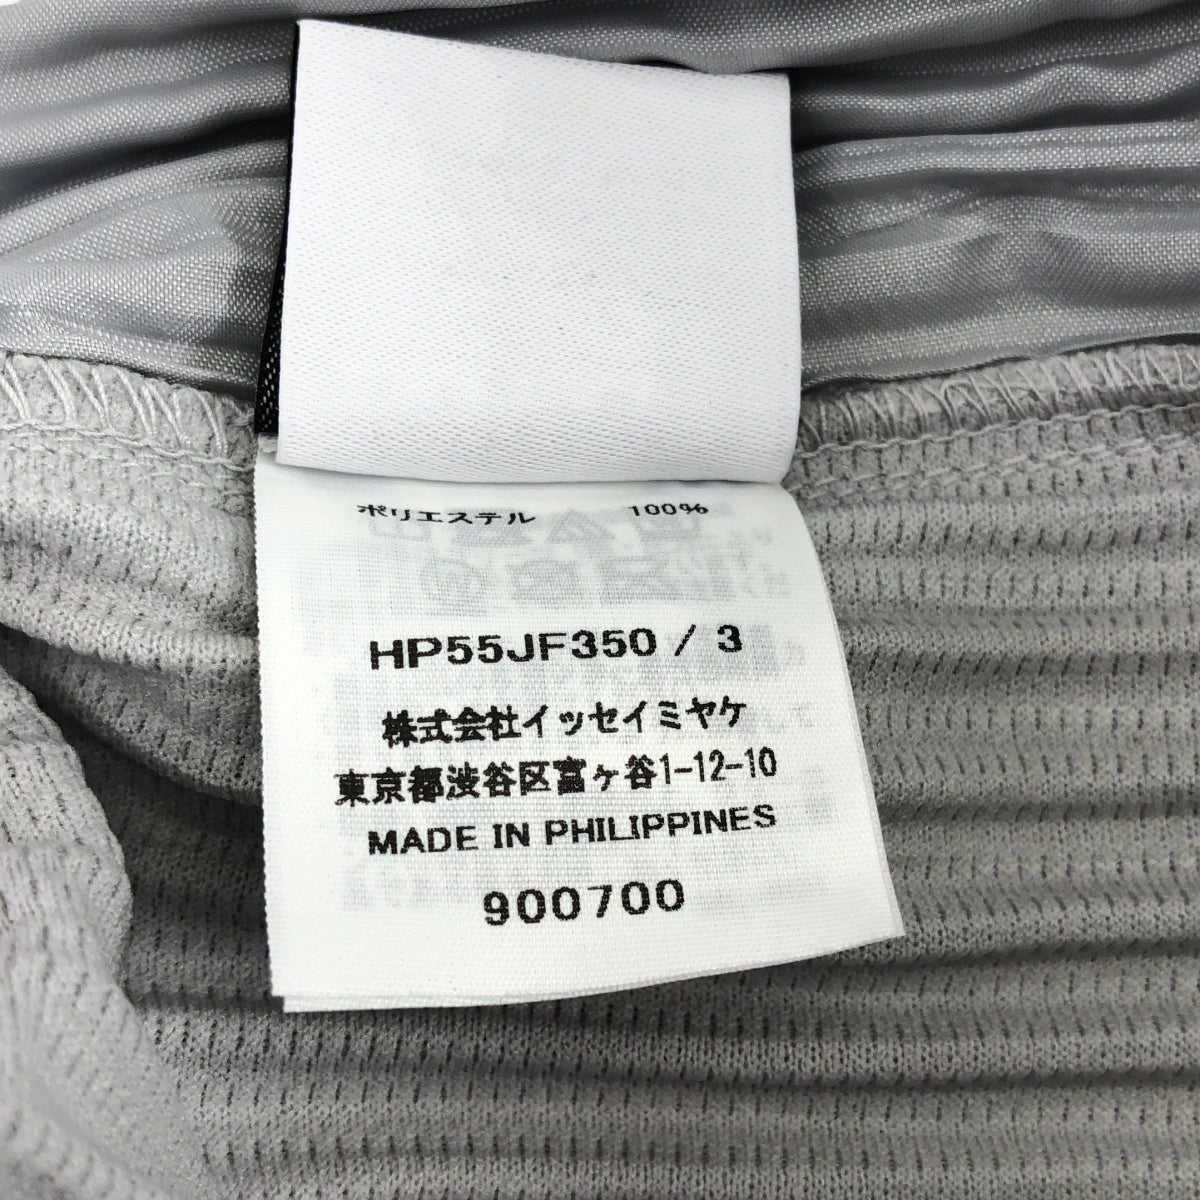 ポリエステル 100%
HP55JF350 / 3
株式会社イッセイミヤケ
東京都渋谷区富ヶ谷1-12-10
MADE IN PHILIPPINES
900700